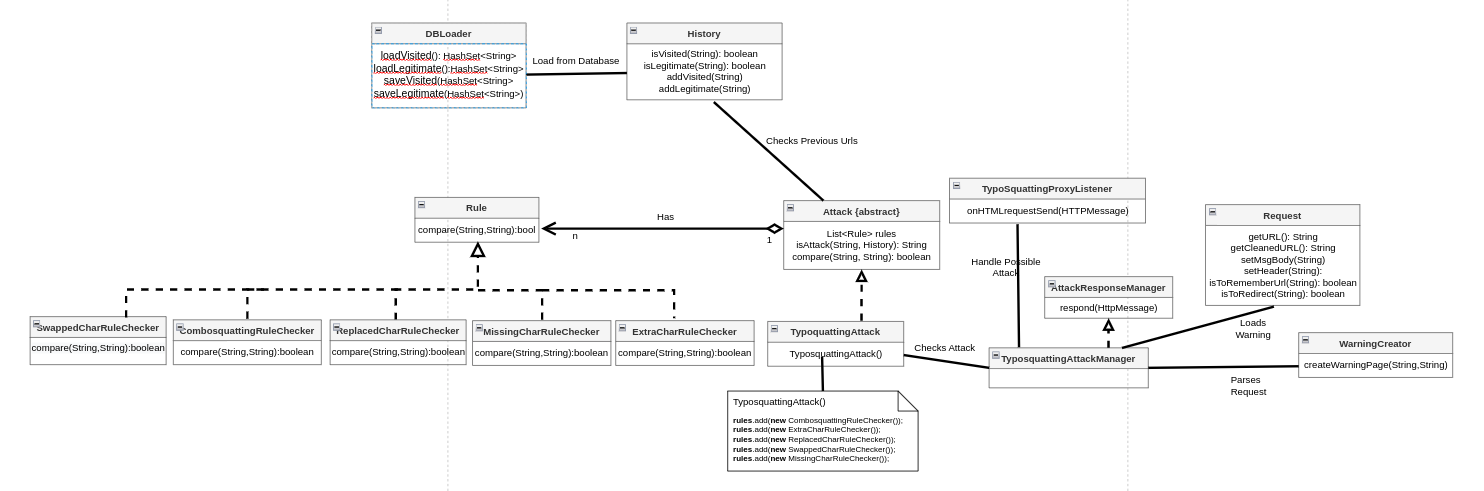 DBLoader
loadVisited(): HashSet<String>
loadLegitimate():HashSet<String>
saveVisited(HashSet<String>
saveLegitimate(HashSet<String>)
Load from Database
History
isVisited(String): boolean
isLegitimate(String): boolean
addVisited(String)
addLegitimate(String)
Checks Previous Urls
Rule
compare(String,String):bool
Has
n
1
Attack {abstract}
List<Rule> rules
isAttack(String, History): String
compare(String, String): boolean
TypoSquattingProxyListener
onHTMLrequestSend(HTTPMessage)
Handle Possible
Attack
AttackResponseManager
respond(HttpMessage)
Request
getURL(): String
getCleanedURL(): String
setMsgBody(String)
setHeader(String):
isToRememberUrl(String): boolean
isToRedirect(String): boolean
Loads
Warning
SwappedCharRuleChecker
compare(String,String):boolean
CombosquattingRuleChecker
compare(String,String):boolean
ReplacedCharRuleChecker
compare(String,String):boolean
MissingCharRuleChecker
compare(String,String):boolean
ExtraCharRuleChecker
compare(String,String):boolean
TypoquattingAttack
TyposquattingAttack()
Checks Attack
TyposquattingAttackManager
WarningCreator
createWarningPage(String,String)
Parses
Request
TyposquattingAttack()
rules.add(new CombosquattingRuleChecker());
rules.add(new ExtraCharRuleChecker());
rules.add(new ReplacedCharRuleChecker());
rules.add(new SwappedCharRuleChecker());
rules.add(new MissingCharRuleChecker());